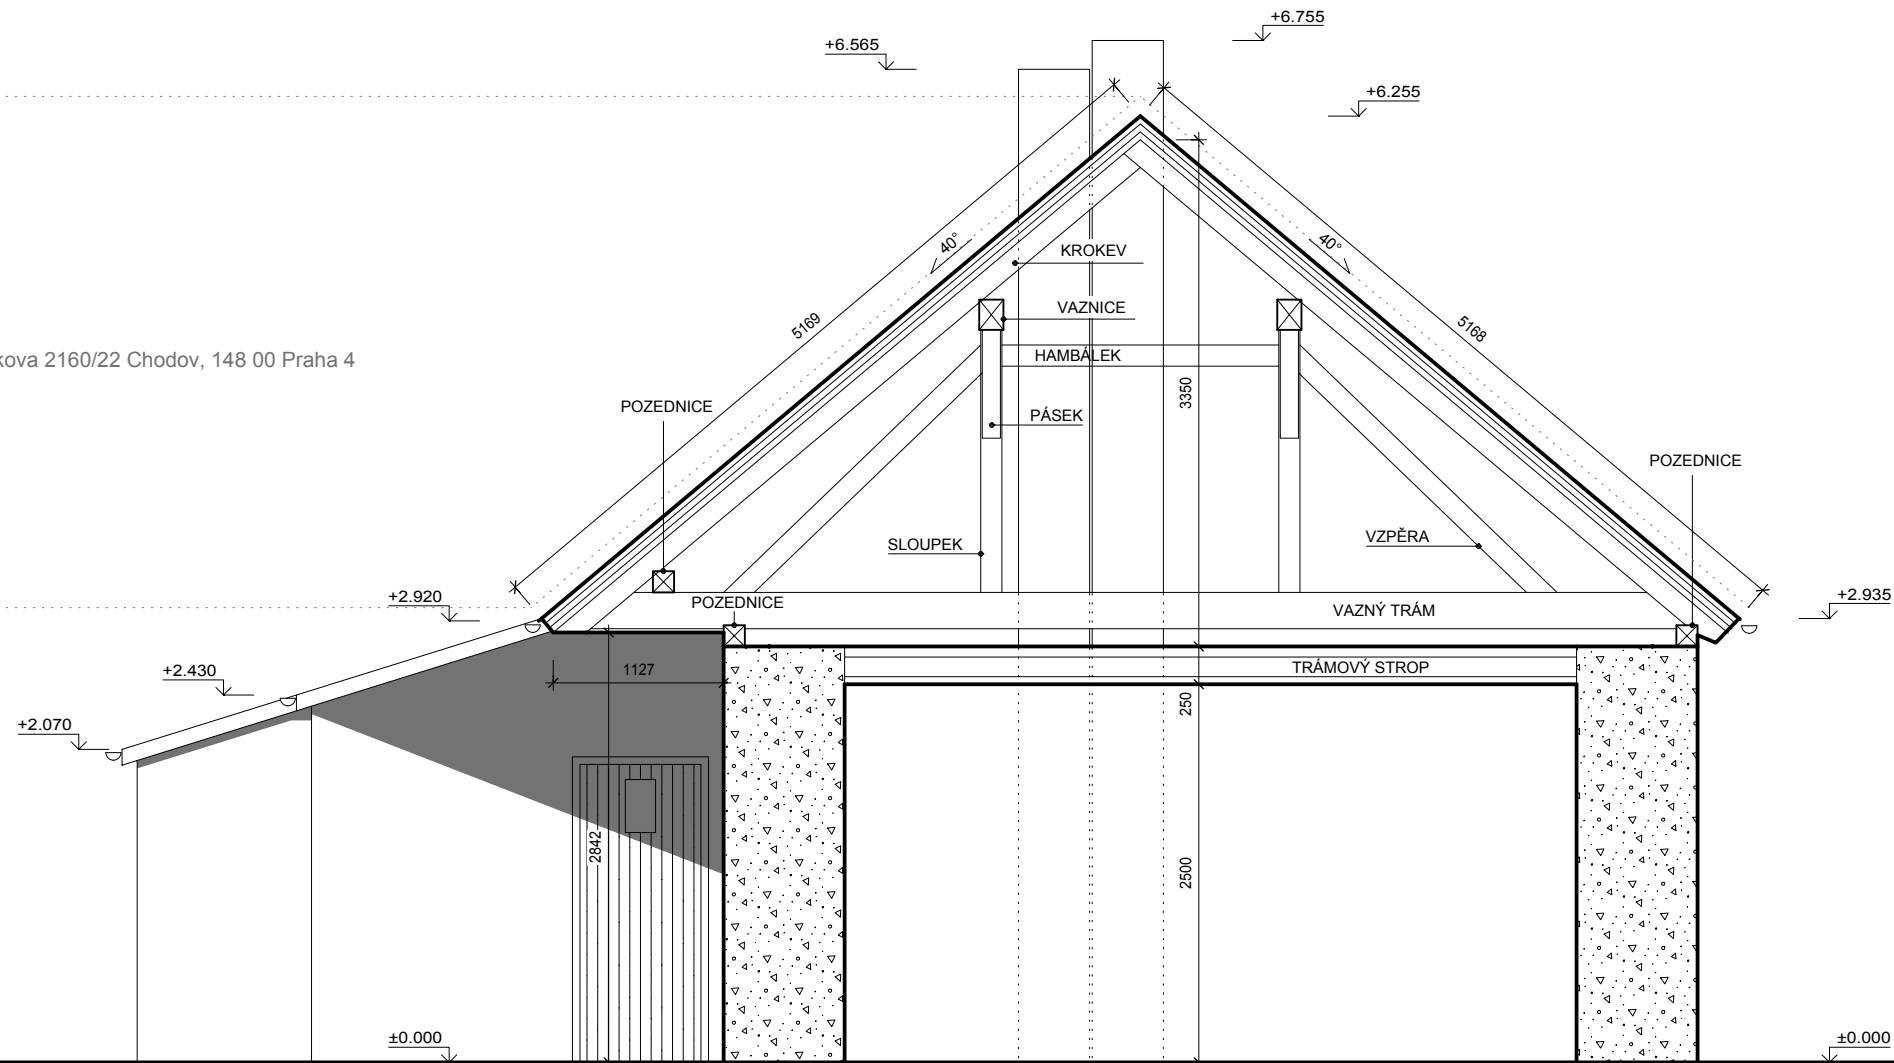 +6.755
+6.565
+6.255
40°
40°
KROKEV
VAZNICE
5169
5168
kova 2160/22 Chodov, 148 00 Praha 4
HAMBÁLEK
3350
POZEDNICE
PÁSEK
POZEDNICE
SLOUPEK
VZPĚRA
+2.920
POZEDNICE
VAZNÝ TRÁM
+2.935
+2.430
1127
TRÁMOVÝ STROP
250
+2.070
2842
2500
±0.000
±0.000